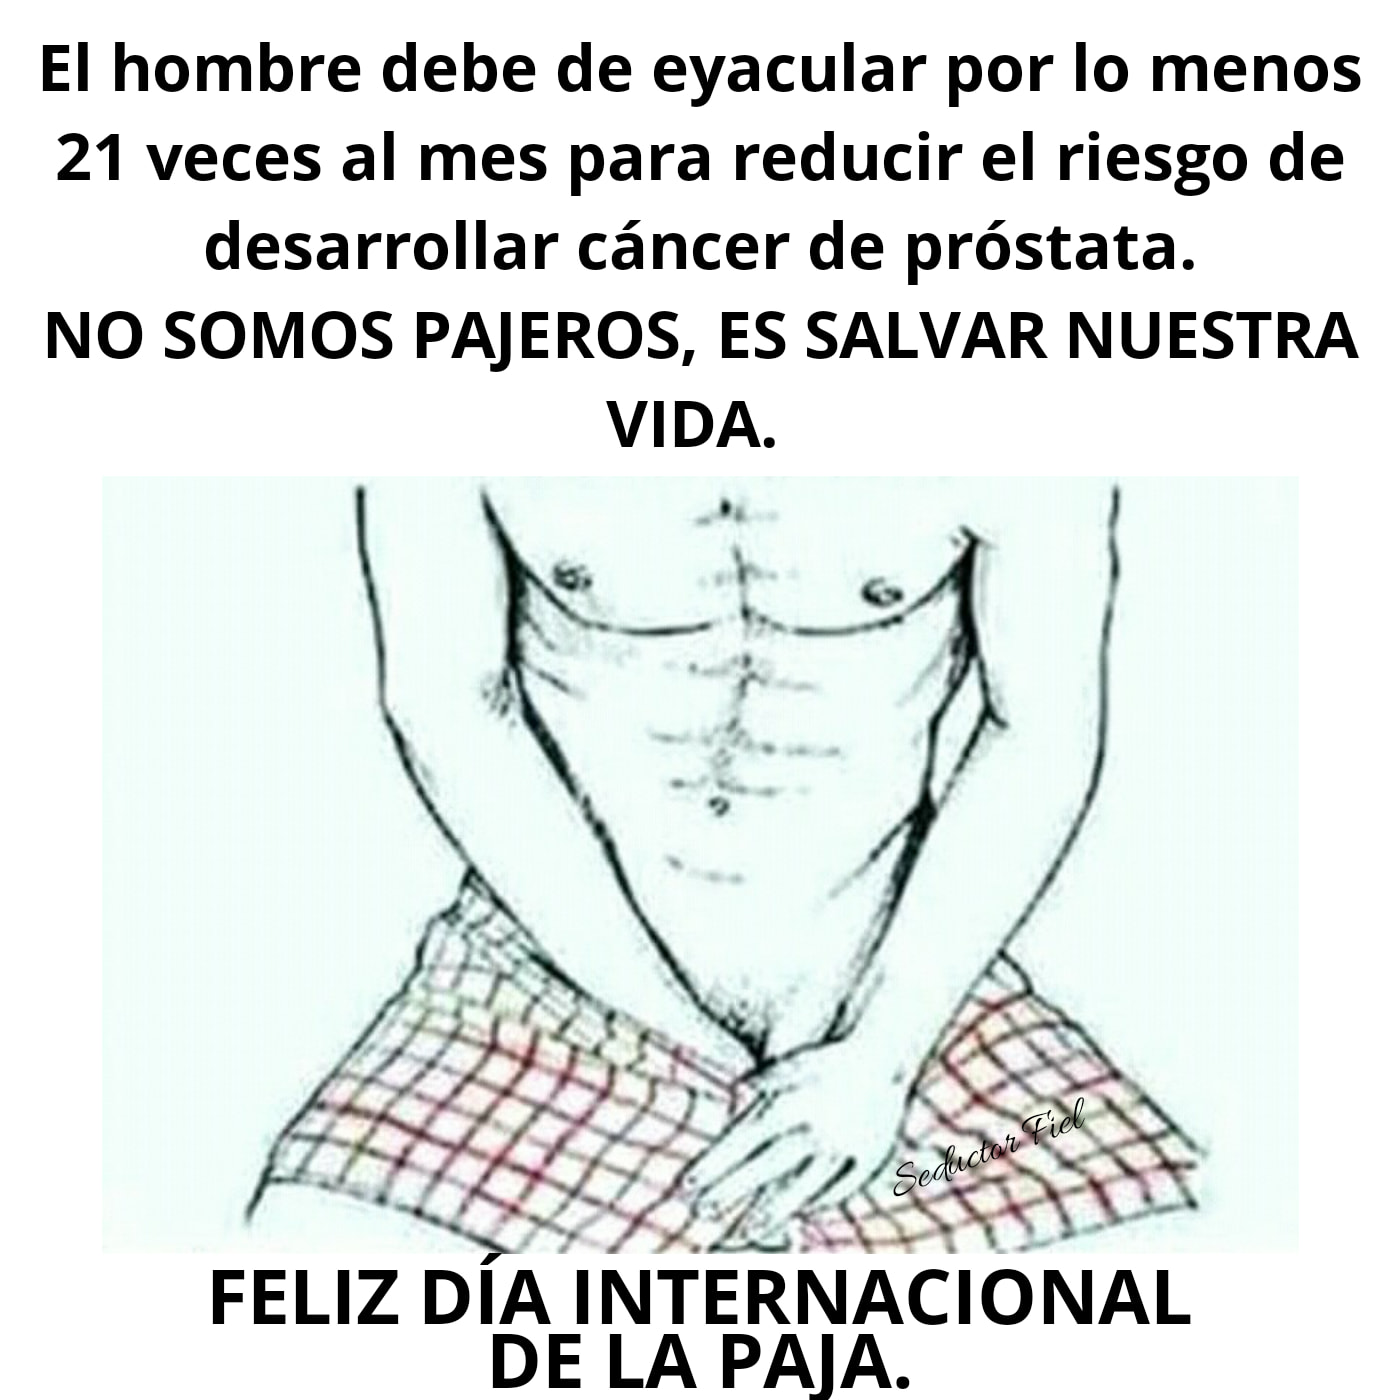 El hombre debe de eyacular por lo menos
21 veces al mes para reducir el riesgo de
desarrollar cáncer de próstata.
NO SOMOS PAJEROS, ES SALVAR NUESTRA
VIDA.
Seductor Fiel
FELIZ DÍA INTERNACIONAL
DE LA PAJA.